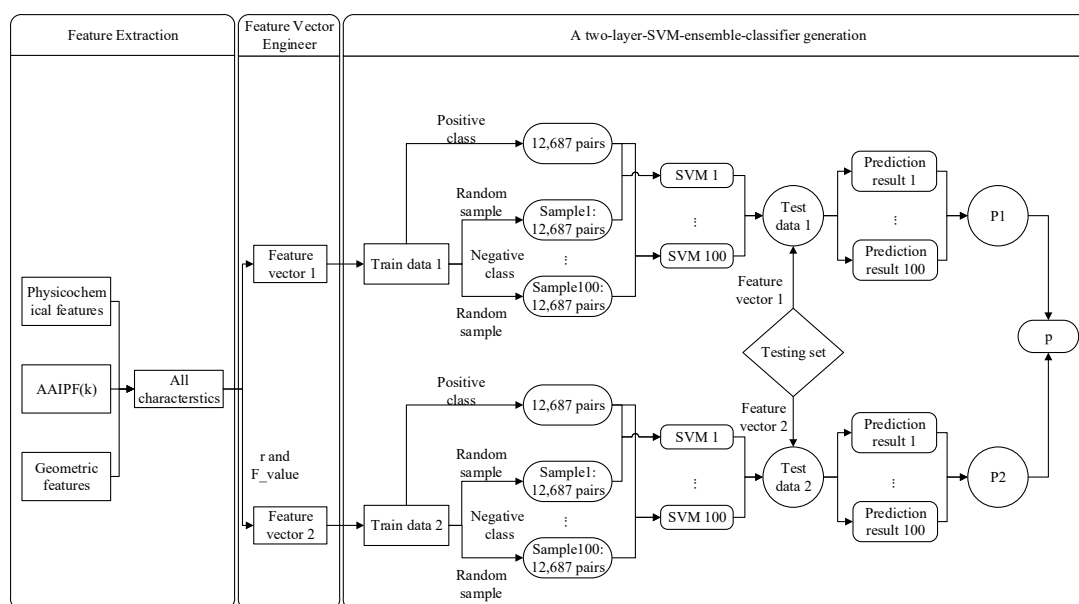 Feature Extraction
Feature Vector
Engineer
A two-layer-SVM-ensemble-classifier generation
Physicochem
ical features
AAIPF(k)
Geometric
features
All
characterstics
r and
F_value
Feature
vector 1
Feature
vector 2
Train data 1
Positive
class
12,687 pairs
Random
sample
Sample1:
12,687 pairs
Negative
class
⋮
Sample100:
12,687 pairs
Random
sample
SVM 1
⋮
SVM 100
Test
data 1
Prediction
result 1
⋮
Prediction
result 100
P1
Feature
vector 1
Testing set
Feature
vector 2
p
Train data 2
Positive
class
12,687 pairs
Random
sample
Sample1:
12,687 pairs
Negative
class
⋮
Sample100:
12,687 pairs
Random
sample
SVM 1
⋮
SVM 100
Test
data 2
Prediction
result 1
⋮
Prediction
result 100
P2